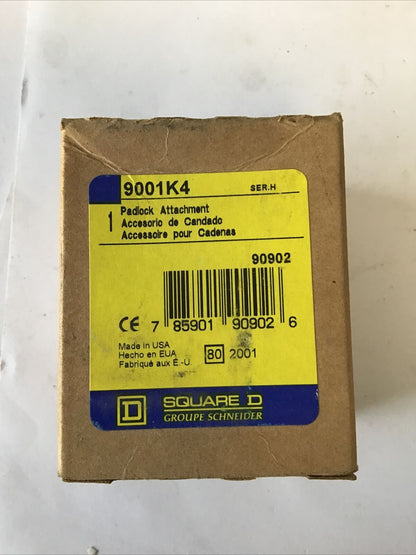 9001K4 SER.H
1 Padlock Attachment
Accesorio de Candado
Accessoire pour Cadenas
90902
CE 7 85901 90902 6
Made in USA
Hecho en EUA
Fabriqué aux É.-U.
80 2001
D SQUARE D
GROUPE SCHNEIDER